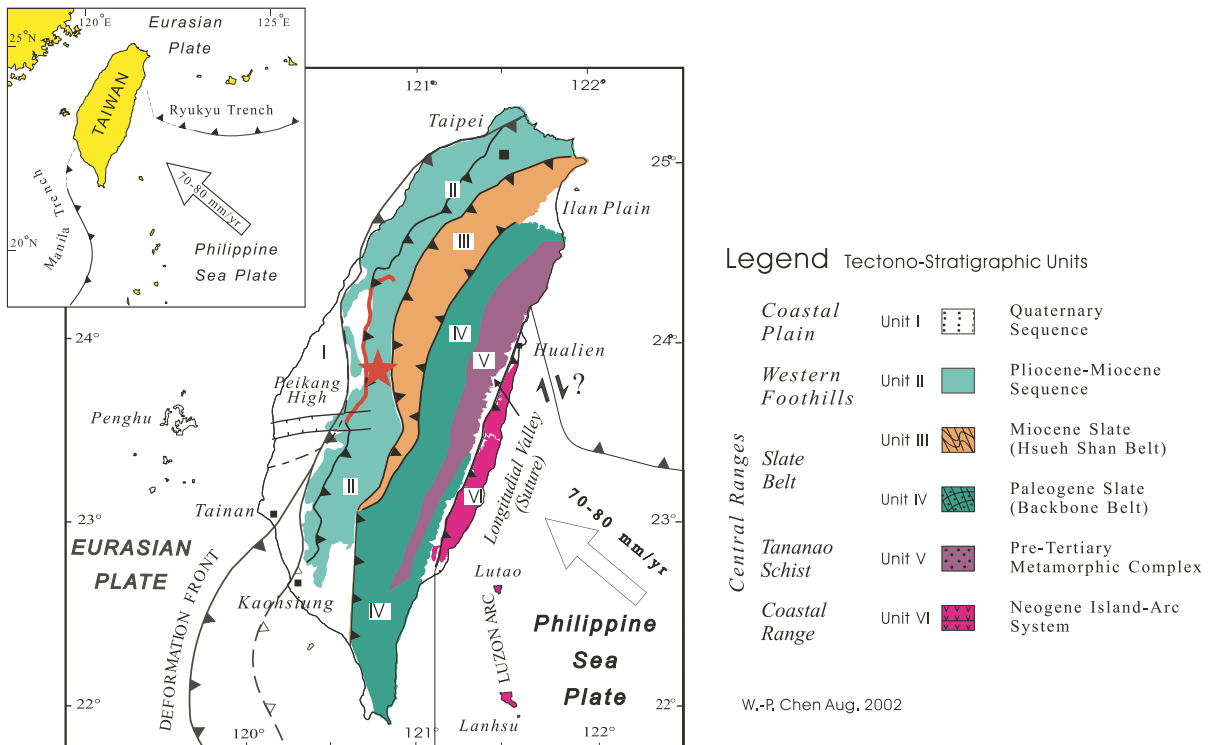 120°E
125°E
Eurasian
Plate
25°N
TAIWAN
Ryukyu Trench
70-80 mm/yr
Manila Trench
20°N
Philippine
Sea Plate
121°
122°
Taipei
25°
II
Ilan Plain
III
24°
I
IV
V
24°
Hualien
?
Peikang
High
Penghu
II
VI
Longitudial Valley
(Suture)
23°
Tainan
23°
70-80 mm/yr
EURASIAN
PLATE
Lutao
Kaohsiung
IV
DEFORMATION FRONT
LUZON ARC
Philippine
Sea
Plate
22°
Lanhsu
22°
120°
121°
122°
Legend Tectono-Stratigraphic Units
Coastal
Plain
Unit I
Quaternary
Sequence
Western
Foothills
Unit II
Pliocene-Miocene
Sequence
Central Ranges
Slate
Belt
Unit III
Miocene Slate
(Hsueh Shan Belt)
Unit IV
Paleogene Slate
(Backbone Belt)
Tananao
Schist
Unit V
Pre-Tertiary
Metamorphic Complex
Coastal
Range
Unit VI
Neogene Island-Arc
System
W.-P. Chen Aug. 2002